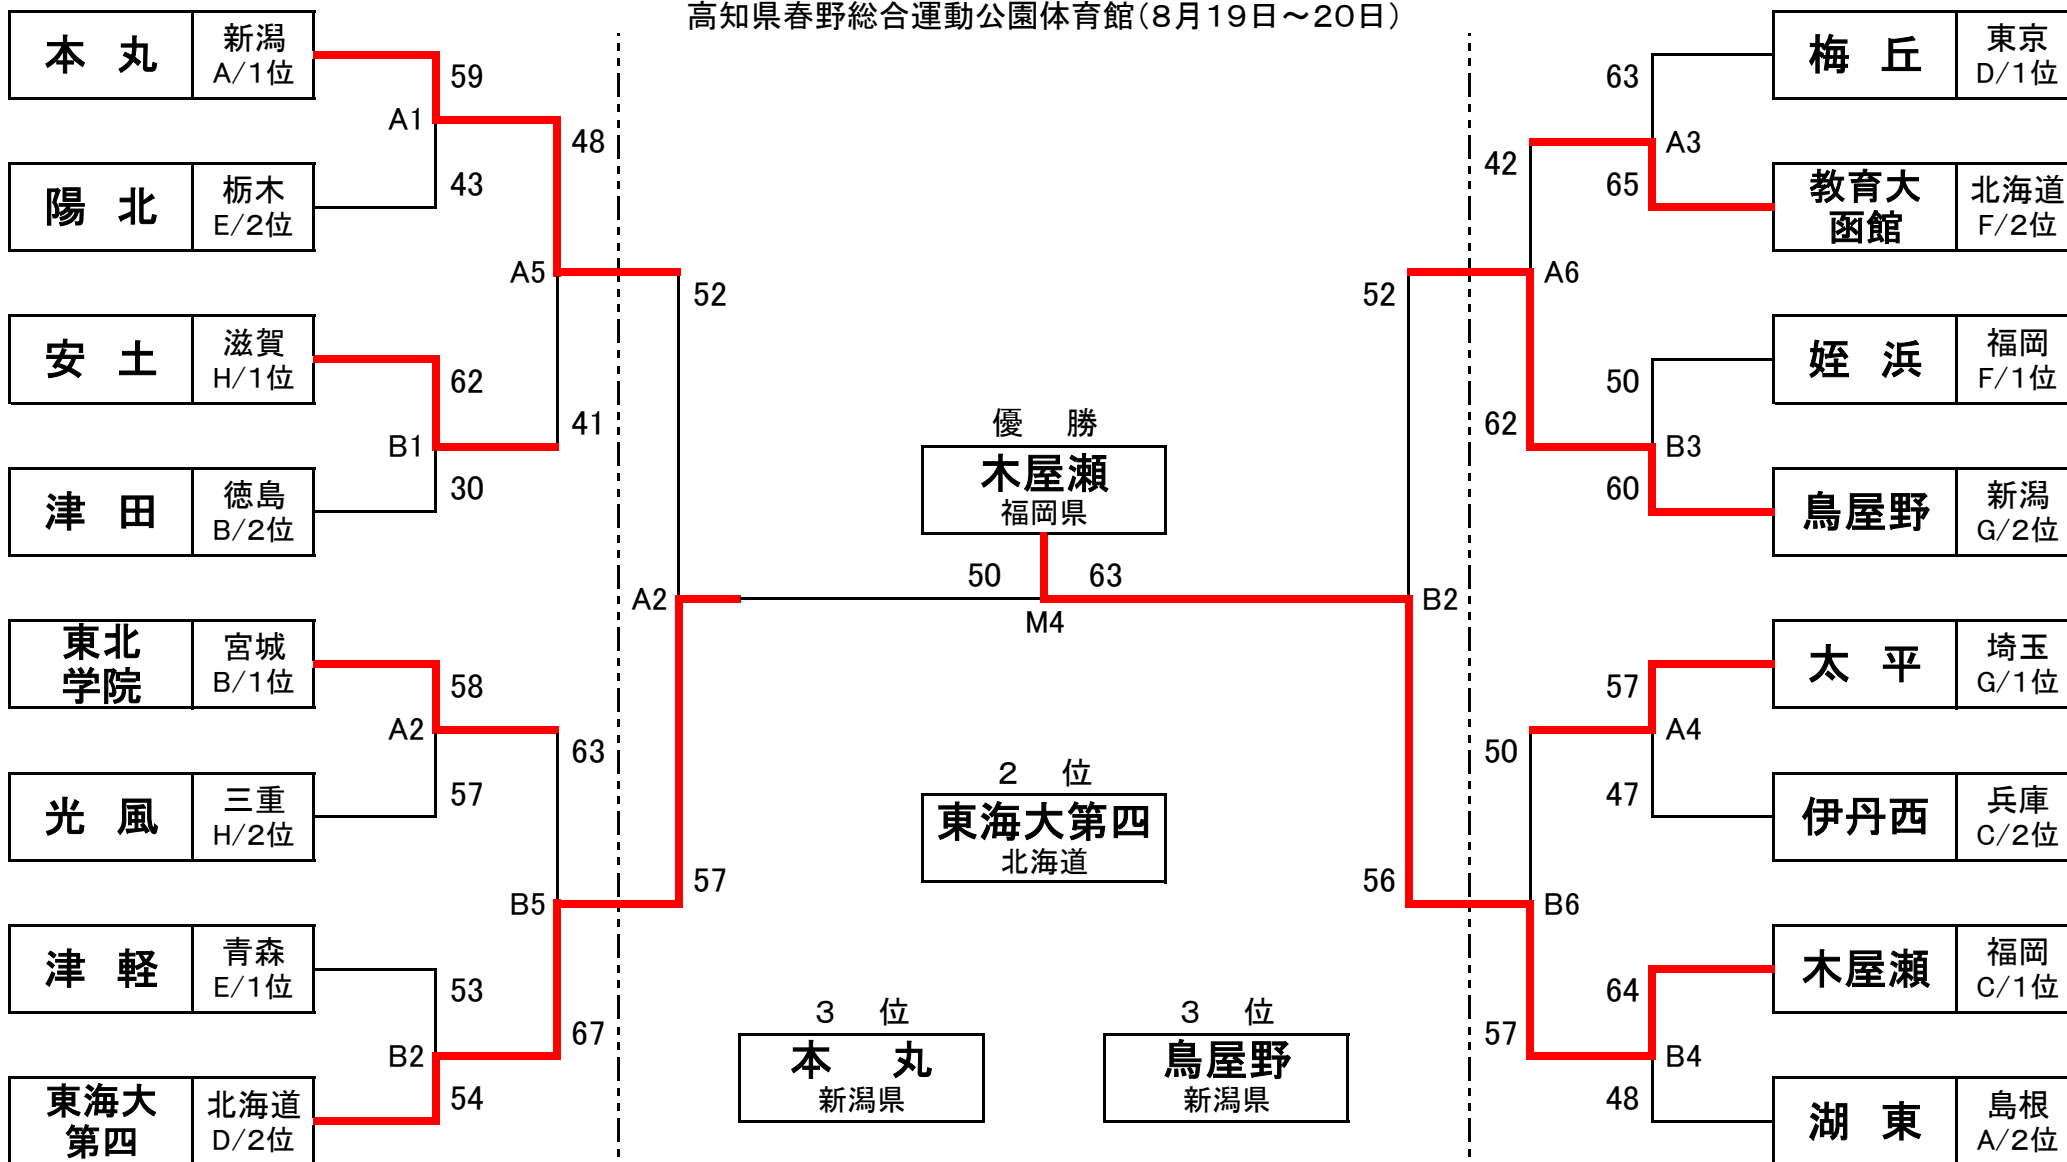 高知県春野総合運動公園体育館(8月19日～20日)
本 丸
新潟
A/1位
陽 北
栃木
E/2位
安 土
滋賀
H/1位
津 田
徳島
B/2位
東北
学院
宮城
B/1位
光 風
三重
H/2位
津 軽
青森
E/1位
東海大
第四
北海道
D/2位
59
A1
43
62
B1
30
58
A2
57
53
B2
54
48
A5
41
63
B5
67
52
A2
57
優 勝
木屋瀬
福岡県
50
63
M4
2 位
東海大第四
北海道
3 位
本 丸
新潟県
3 位
鳥屋野
新潟県
52
B2
56
42
A6
62
50
B6
57
63
A3
65
50
B3
60
57
A4
47
64
B4
48
梅 丘
東京
D/1位
教育大
函館
北海道
F/2位
姪 浜
福岡
F/1位
鳥屋野
新潟
G/2位
太 平
埼玉
G/1位
伊丹西
兵庫
C/2位
木屋瀬
福岡
C/1位
湖 東
島根
A/2位